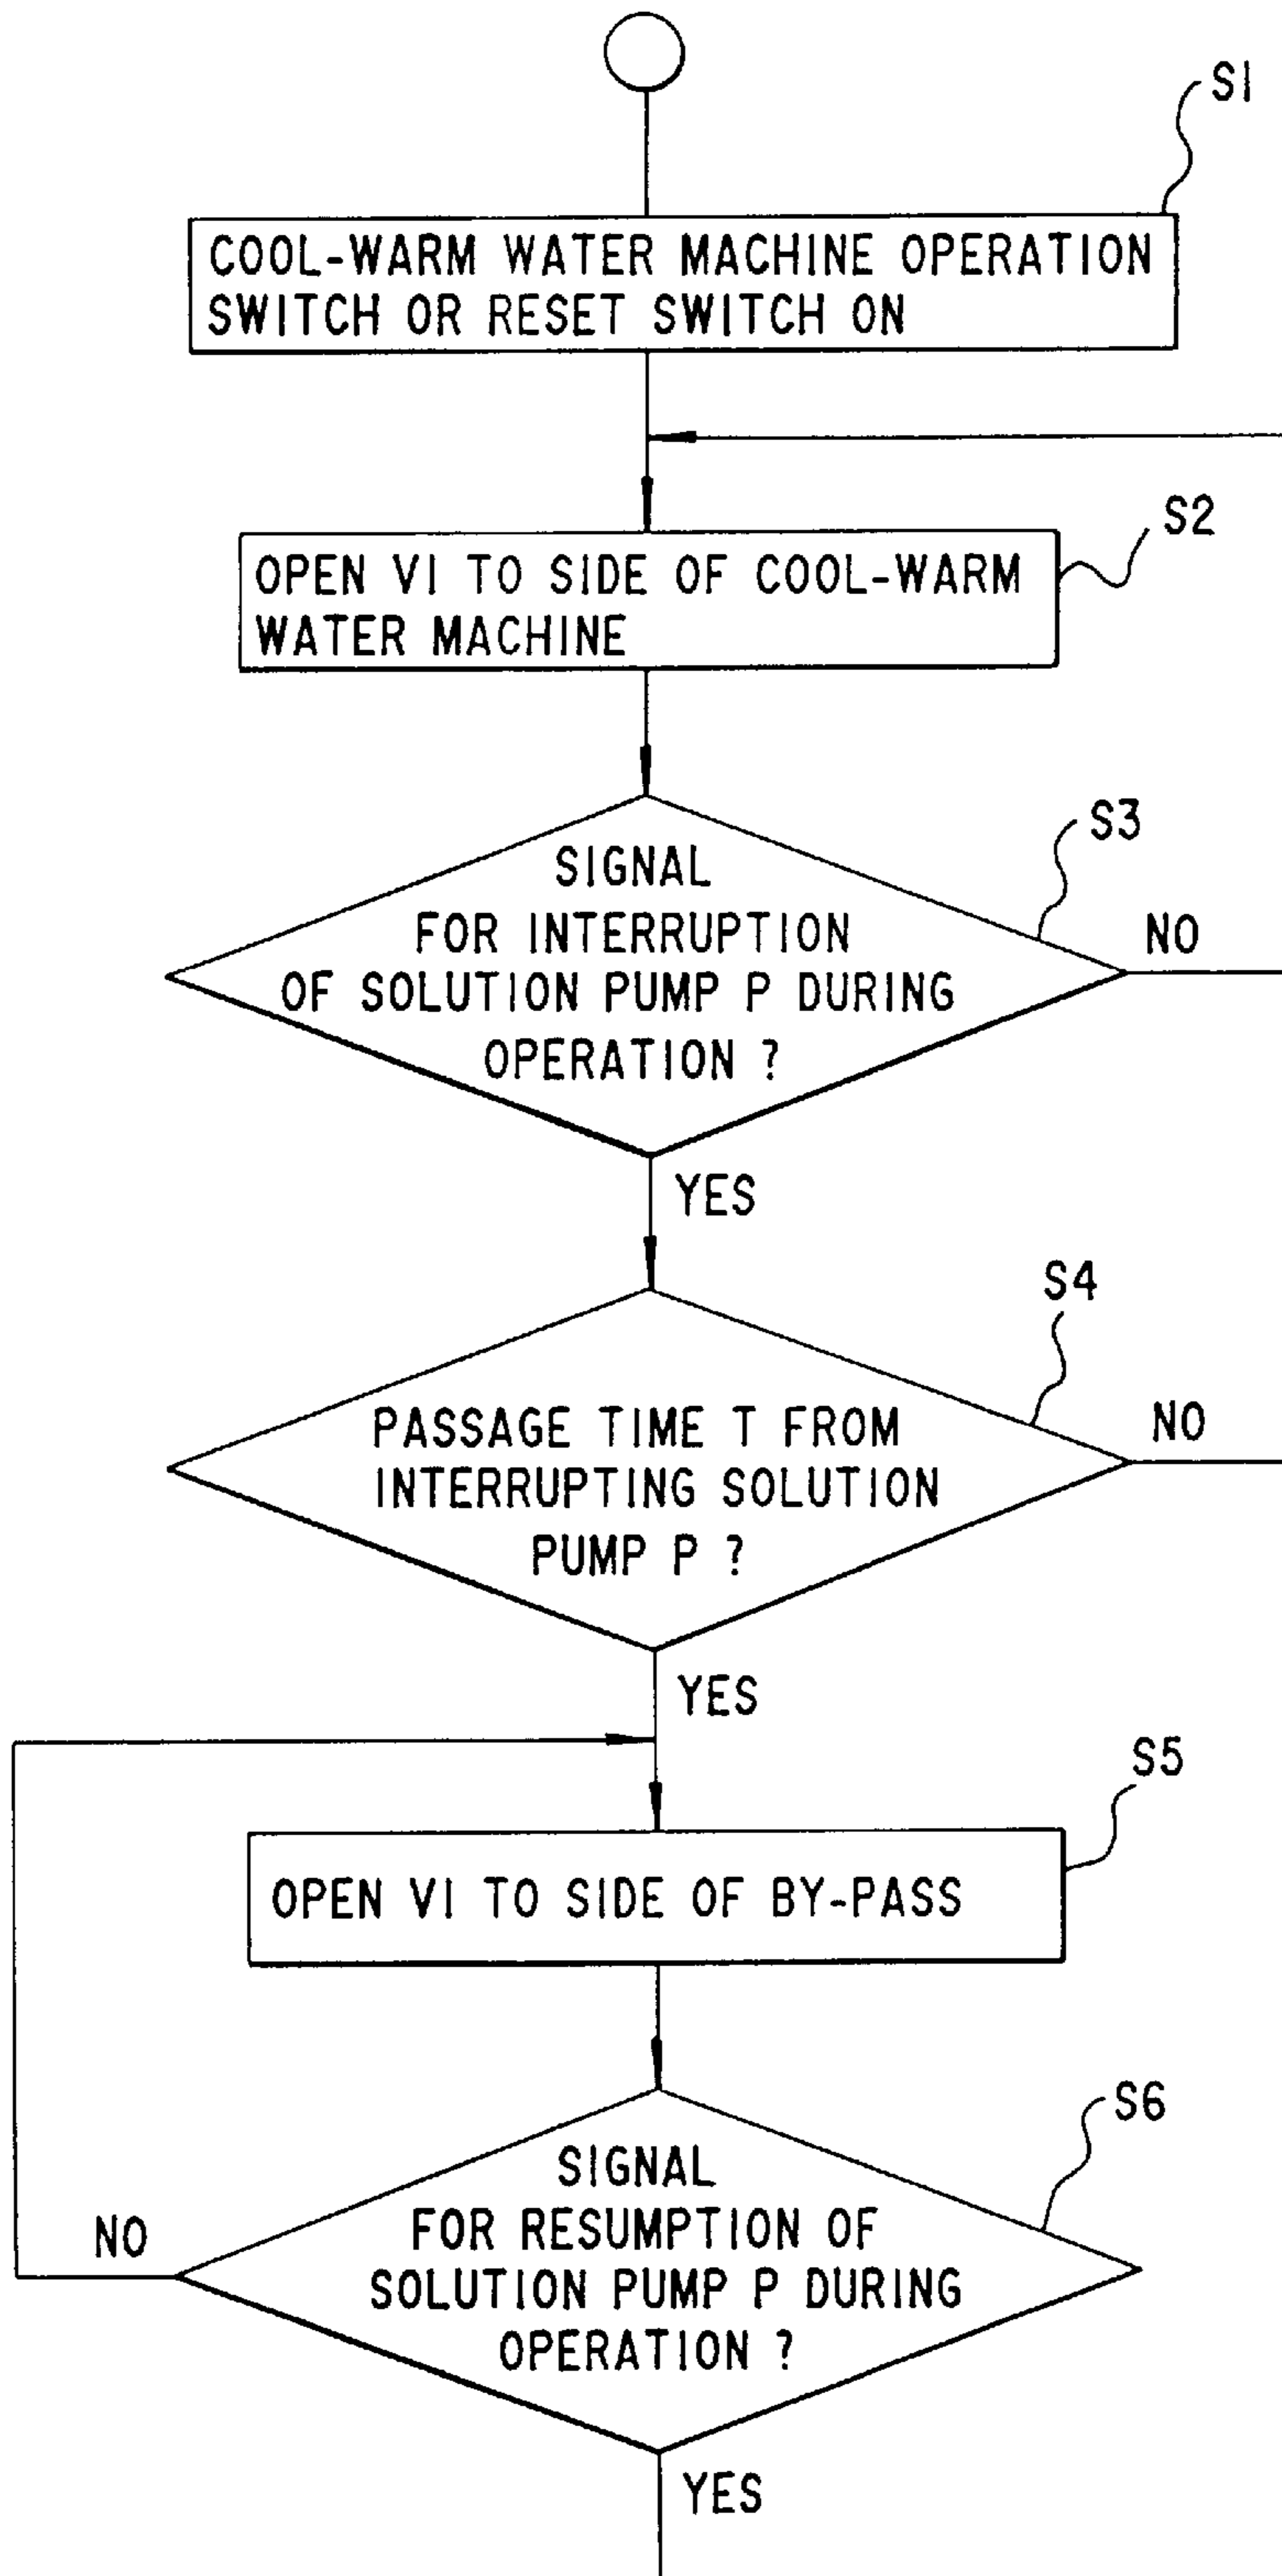 S1
COOL-WARM WATER MACHINE OPERATION
SWITCH OR RESET SWITCH ON
S2
OPEN V1 TO SIDE OF COOL-WARM
WATER MACHINE
S3
SIGNAL
FOR INTERRUPTION
OF SOLUTION PUMP P DURING
OPERATION ?
NO
YES
S4
PASSAGE TIME T FROM
INTERRUPTING SOLUTION
PUMP P ?
NO
YES
S5
OPEN V1 TO SIDE OF BY-PASS
S6
SIGNAL
FOR RESUMPTION OF
SOLUTION PUMP P DURING
OPERATION ?
NO
YES